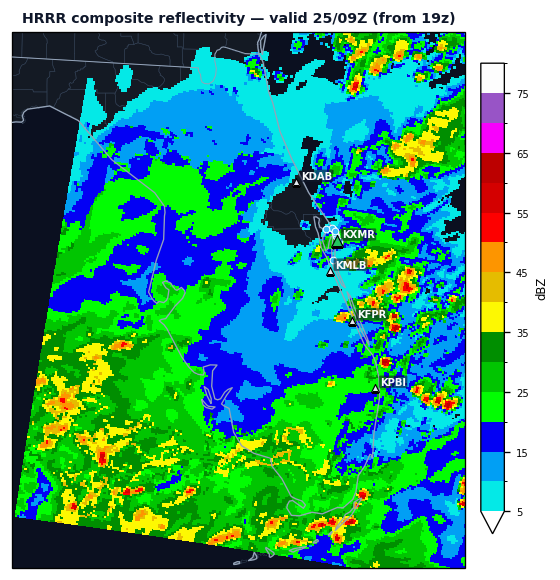 HRRR composite reflectivity — valid 25/09Z (from 19z)
KDAB
KXMR
KMLB
KFPR
KPBI
75
65
55
45
35
25
15
5
dBZ